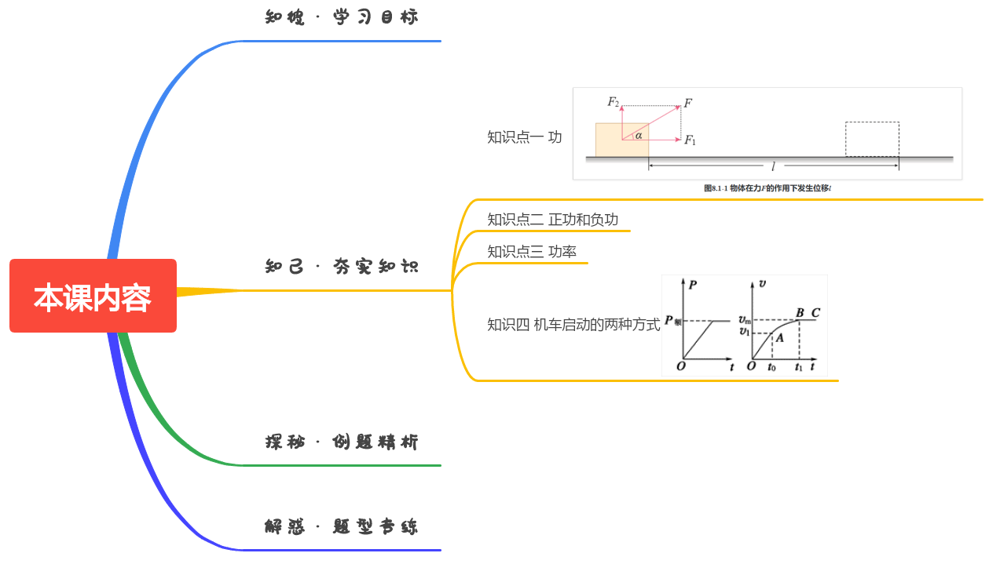 知彼 · 学习目标
F₂
F
α
F₁
知识点一 功
l
图8.1-1 物体在力F的作用下发生位移l
知识点二 正功和负功
知识点三 功率
知己 · 夯实知识
本课内容
P
v
P额
vm
B
C
v1
A
知识四 机车启动的两种方式
O
t
O
t0
t1
t
探秘 · 例题精析
解惑 · 题型专练